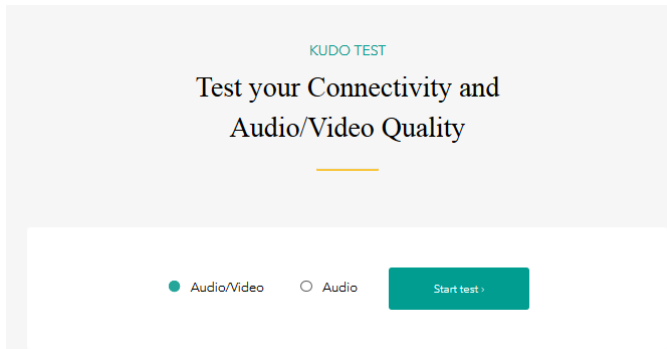 KUDO TEST
Test your Connectivity and
Audio/Video Quality
Audio/Video Audio Start test ›